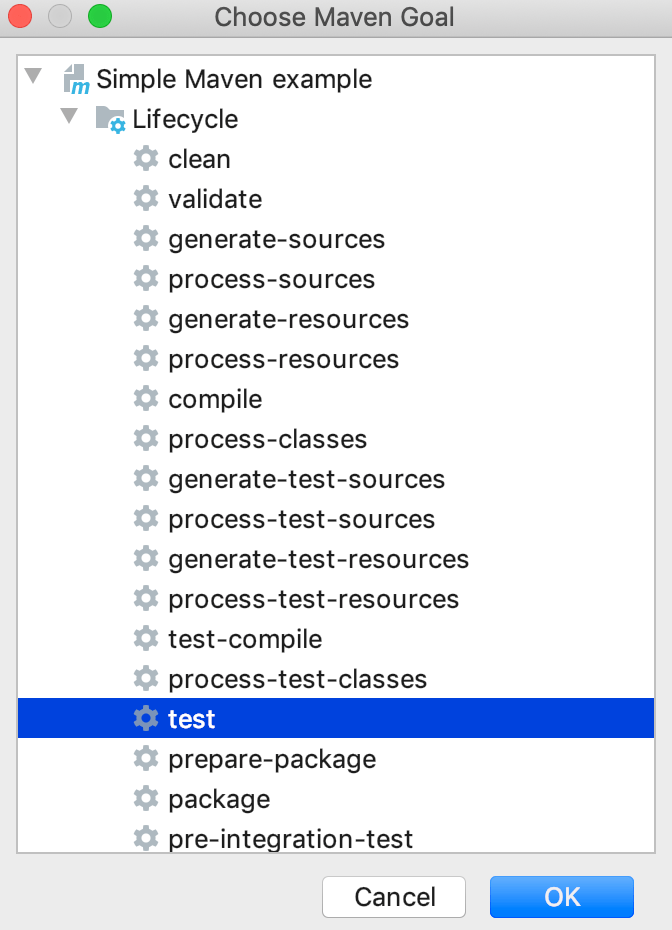 Choose Maven Goal
Simple Maven example
Lifecycle
clean
validate
generate-sources
process-sources
generate-resources
process-resources
compile
process-classes
generate-test-sources
process-test-sources
generate-test-resources
process-test-resources
test-compile
process-test-classes
test
prepare-package
package
pre-integration-test
Cancel OK